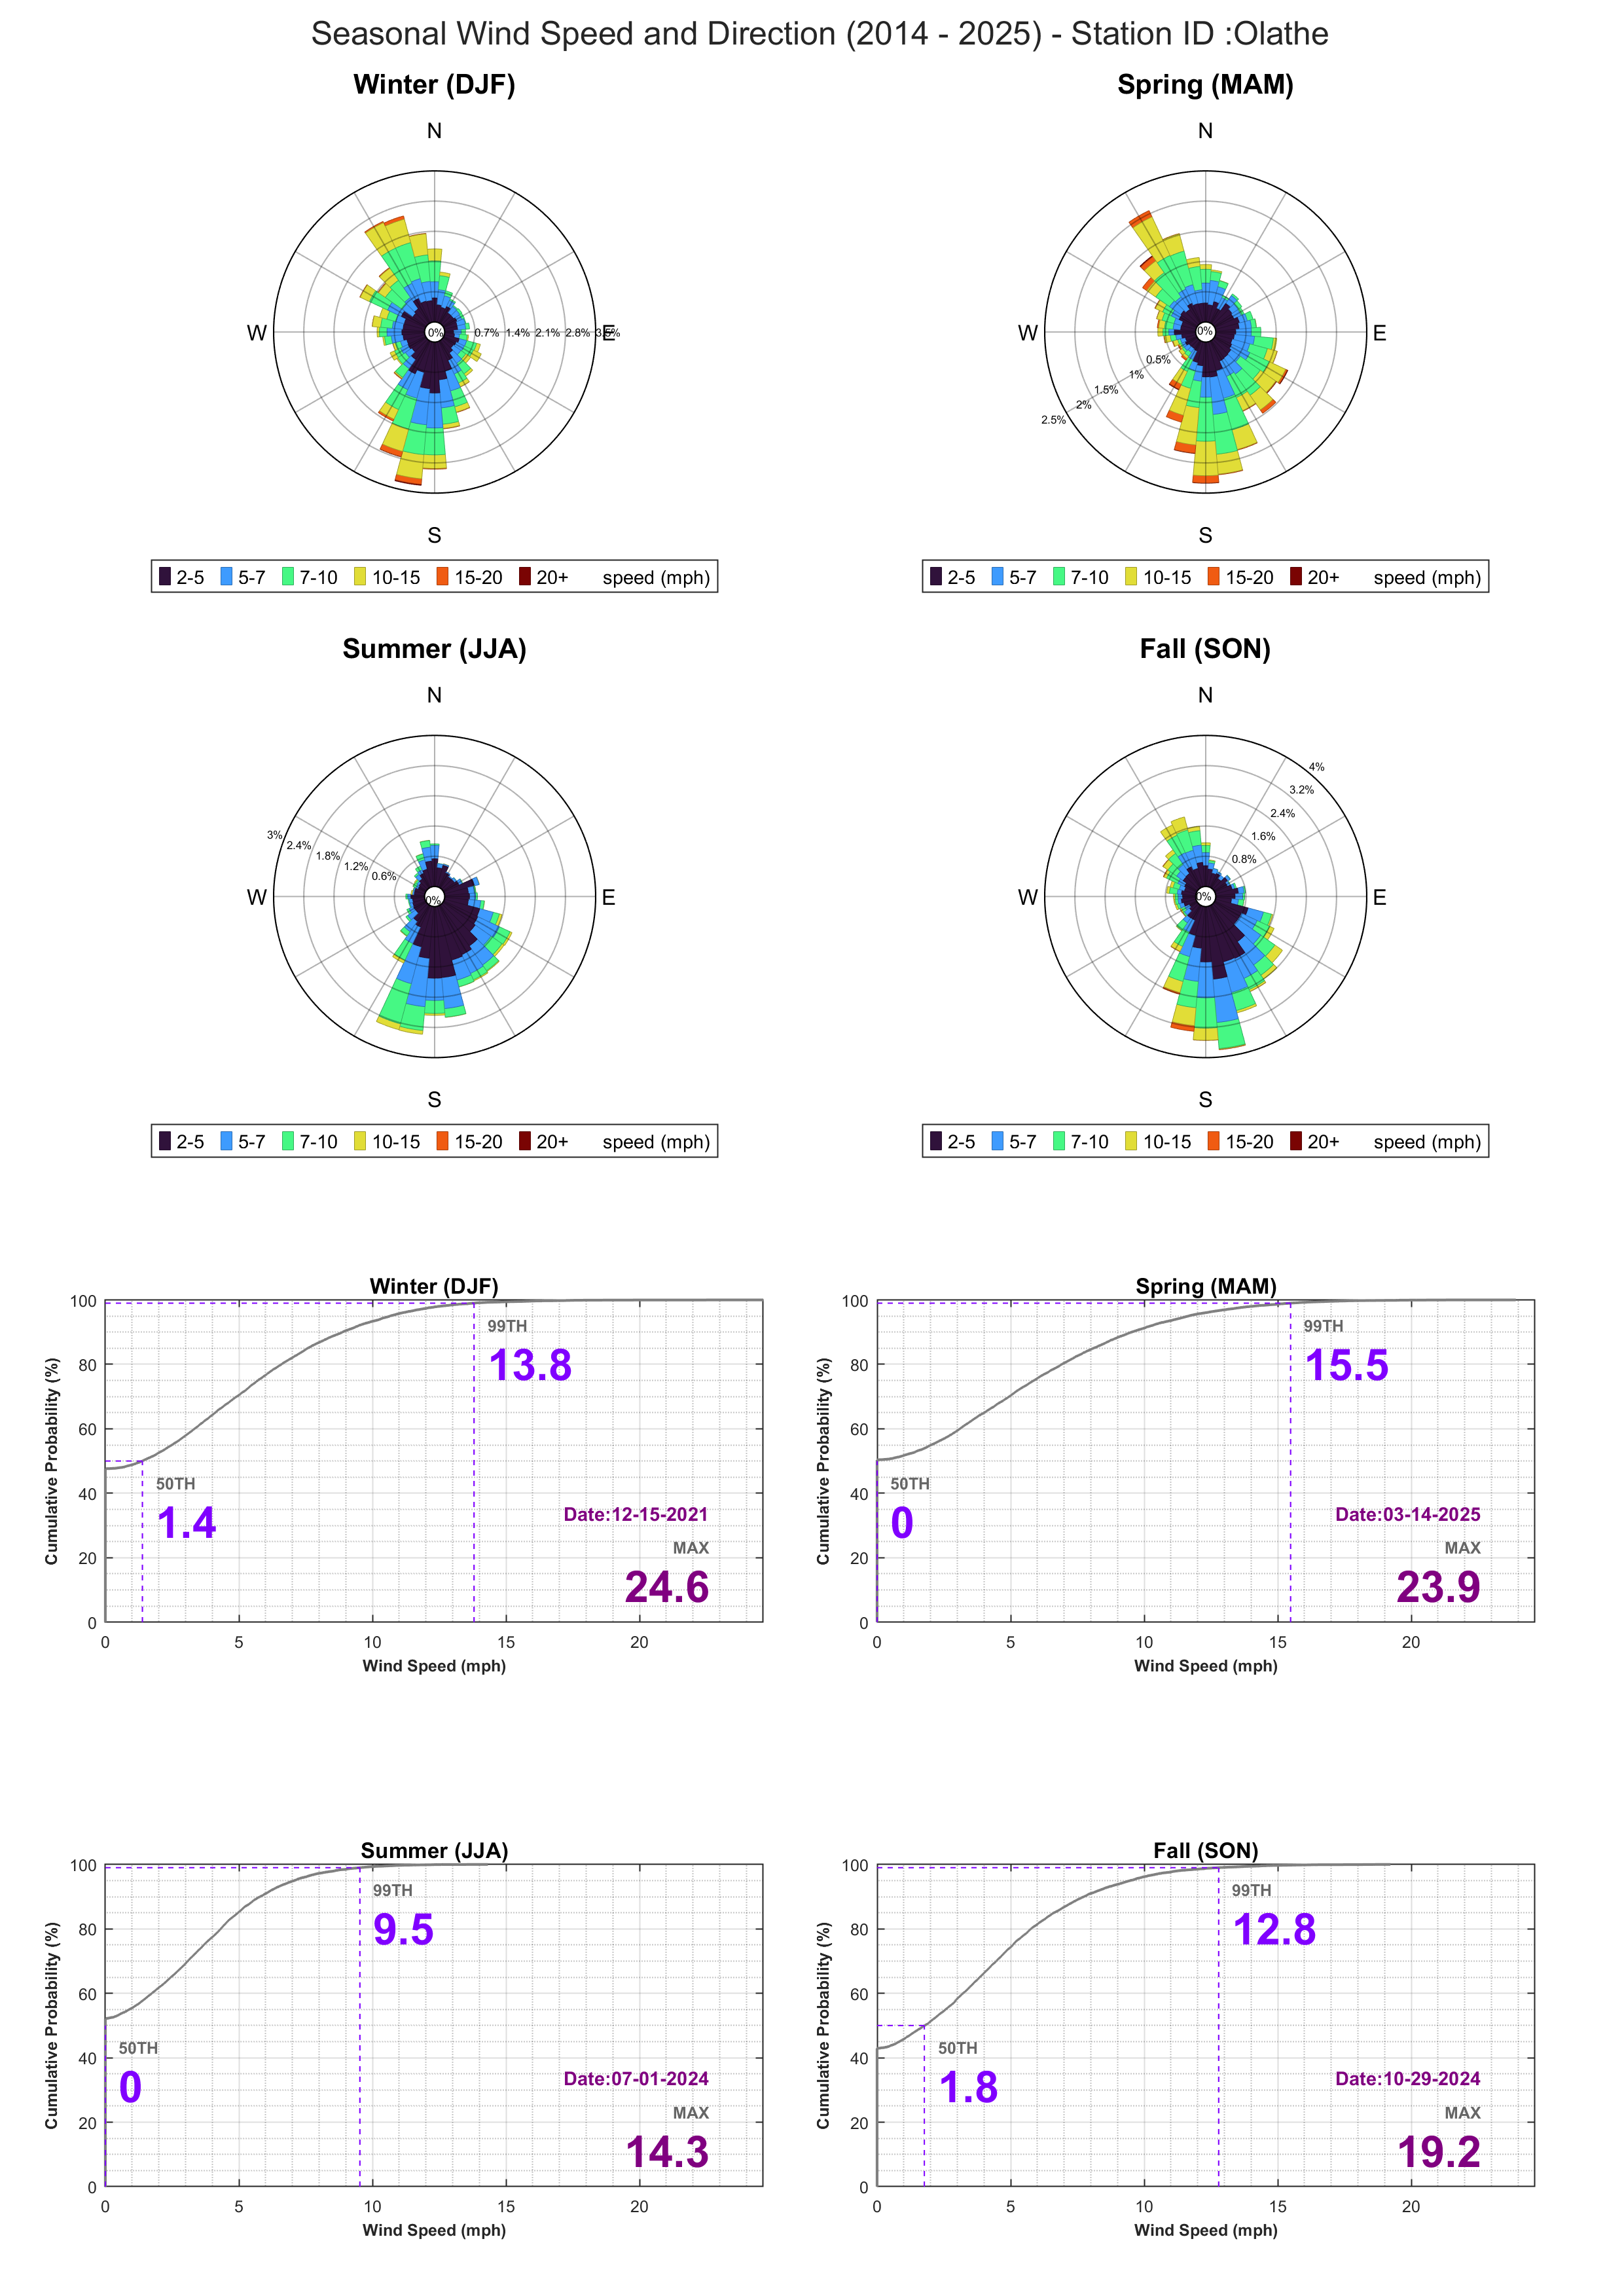 Seasonal Wind Speed and Direction (2014 - 2025) - Station ID :Olathe
Winter (DJF)
N
W
E
S
0%
0.7%
1.4%
2.1%
2.8%
3.5%
2-5 5-7 7-10 10-15 15-20 20+ speed (mph)
Spring (MAM)
N
W
E
S
0%
0.5%
1%
1.5%
2%
2.5%
2-5 5-7 7-10 10-15 15-20 20+ speed (mph)
Summer (JJA)
N
W
E
S
3%
2.4%
1.8%
1.2%
0.6%
0%
2-5 5-7 7-10 10-15 15-20 20+ speed (mph)
Fall (SON)
N
W
E
S
4%
3.2%
2.4%
1.6%
0.8%
0%
2-5 5-7 7-10 10-15 15-20 20+ speed (mph)
Winter (DJF)
Cumulative Probability (%)
100
80
60
40
20
0
99TH
13.8
50TH
1.4
Date:12-15-2021
MAX
24.6
0 5 10 15 20
Wind Speed (mph)
Spring (MAM)
Cumulative Probability (%)
100
80
60
40
20
0
99TH
15.5
50TH
0
Date:03-14-2025
MAX
23.9
0 5 10 15 20
Wind Speed (mph)
Summer (JJA)
Cumulative Probability (%)
100
80
60
40
20
0
99TH
9.5
50TH
0
Date:07-01-2024
MAX
14.3
0 5 10 15 20
Wind Speed (mph)
Fall (SON)
Cumulative Probability (%)
100
80
60
40
20
0
99TH
12.8
50TH
1.8
Date:10-29-2024
MAX
19.2
0 5 10 15 20
Wind Speed (mph)